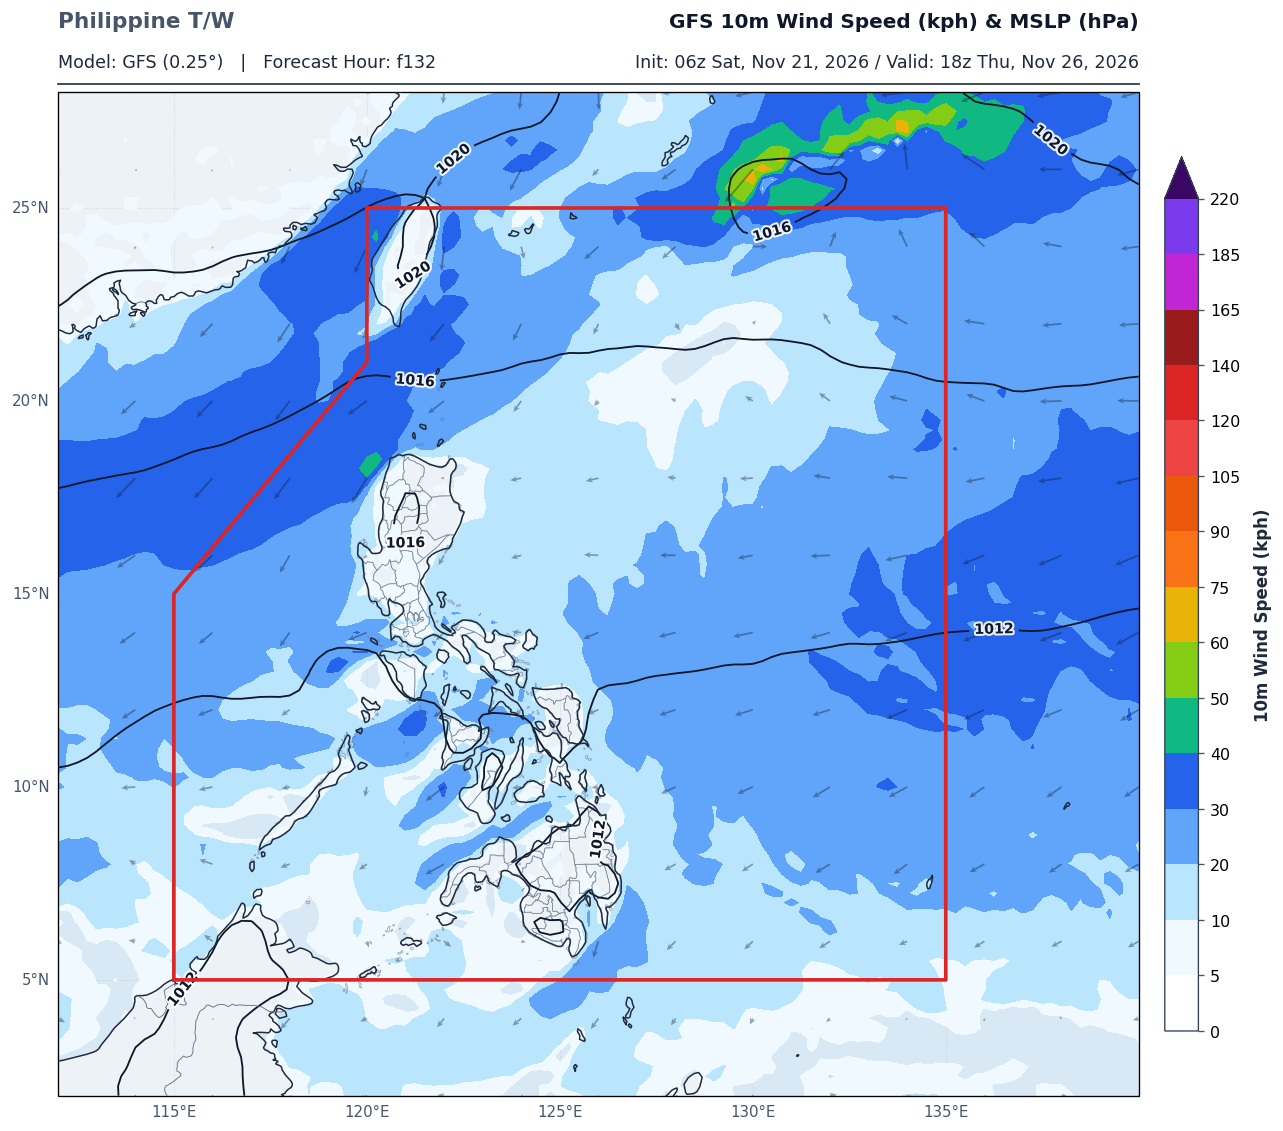 Philippine T/W
GFS 10m Wind Speed (kph) & MSLP (hPa)
Model: GFS (0.25°)   |   Forecast Hour: f132
Init: 06z Sat, Nov 21, 2026 / Valid: 18z Thu, Nov 26, 2026
1020
1020
1016
1020
1016
1016
1012
1012
1012
25°N
20°N
15°N
10°N
5°N
115°E
120°E
125°E
130°E
135°E
220
185
165
140
120
105
90
75
60
50
40
30
20
10
5
0
10m Wind Speed (kph)